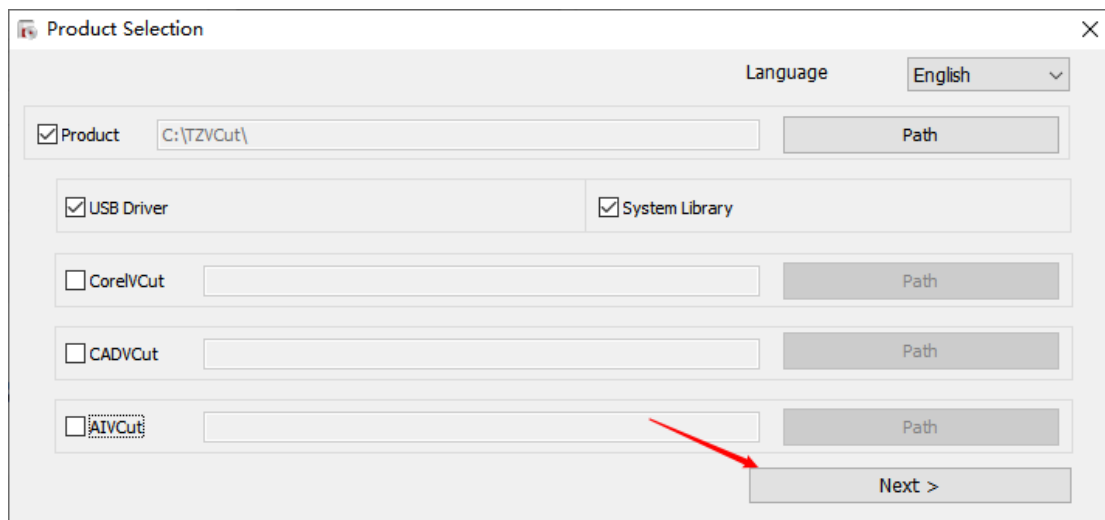 Product Selection
Language English
Product C:\TZVCut\ Path
USB Driver System Library
CorelVCut Path
CADVCut Path
AIVCut Path
Next >